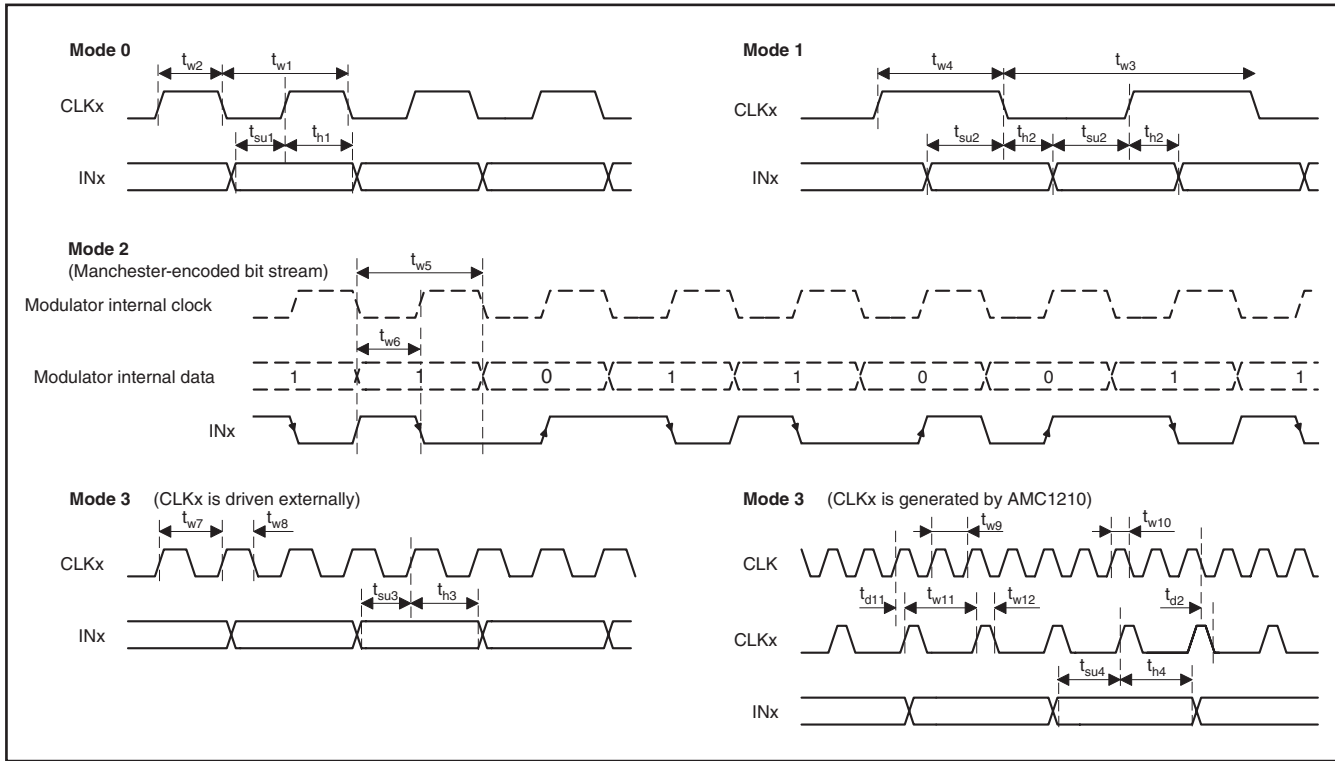 Mode 0
tw2
tw1
CLKx
tsu1
th1
INx
Mode 1
tw4
tw3
CLKx
tsu2
th2
tsu2
th2
INx
Mode 2
(Manchester-encoded bit stream)
tw5
Modulator internal clock
tw6
Modulator internal data
1 1 0 1 1 0 0 1 1
INx
Mode 3 (CLKx is driven externally)
tw7
tw8
CLKx
tsu3
th3
INx
Mode 3 (CLKx is generated by AMC1210)
tw9
tw10
CLK
td11
tw11
tw12
td2
CLKx
tsu4
th4
INx